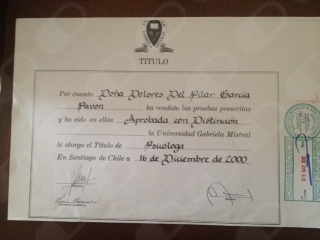 TITULO
Por cuanto Doña Dolores Del Pilar García
Pavon ha rendido las pruebas prescritas
y ha sido en ellas Aprobada con Distinción
la Universidad Gabriela Mistral
le otorga el Título de Psicóloga
En Santiago de Chile a 16 de Diciembre de 2000